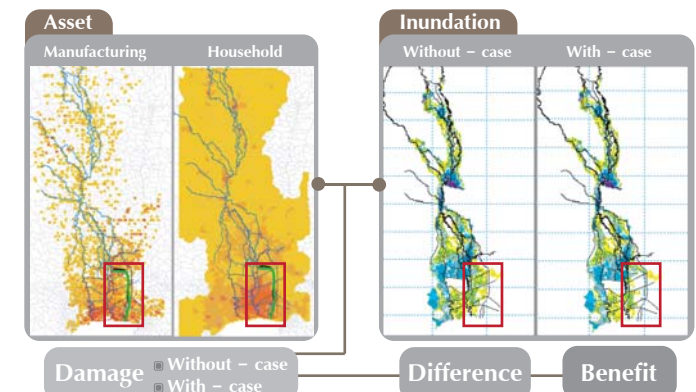 Asset
Inundation
Manufacturing
Household
Without – case
With – case
Damage
Without – case
With – case
Difference
Benefit